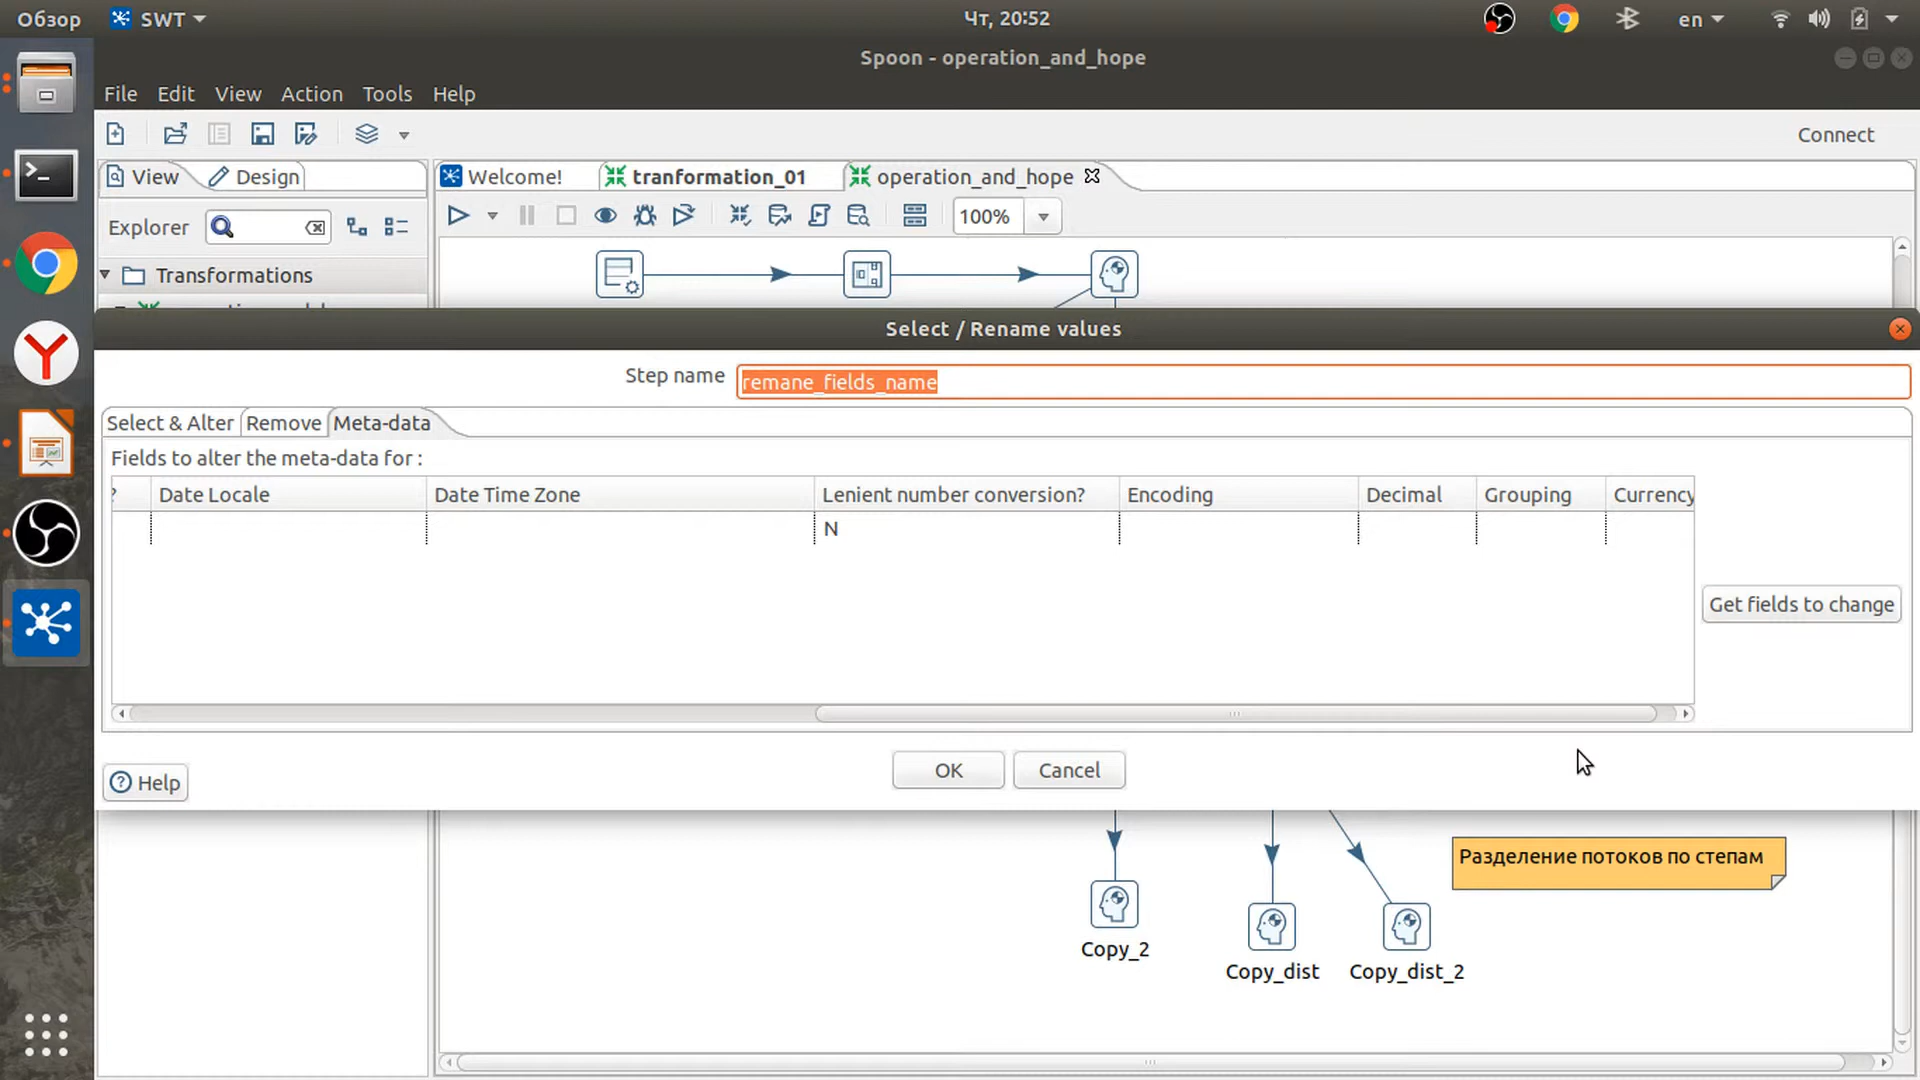 Обзор SWT Чт, 20:52 en
Spoon - operation_and_hope
File Edit View Action Tools Help
Connect
View Design Welcome! tranformation_01 operation_and_hope
Explorer 100%
Transformations
Select / Rename values
Step name remane_fields_name
Select & Alter Remove Meta-data
Fields to alter the meta-data for :
? Date Locale Date Time Zone Lenient number conversion? Encoding Decimal Grouping Currency
N
Get fields to change
OK Cancel
Help
Разделение потоков по степам
Copy_2
Copy_dist Copy_dist_2